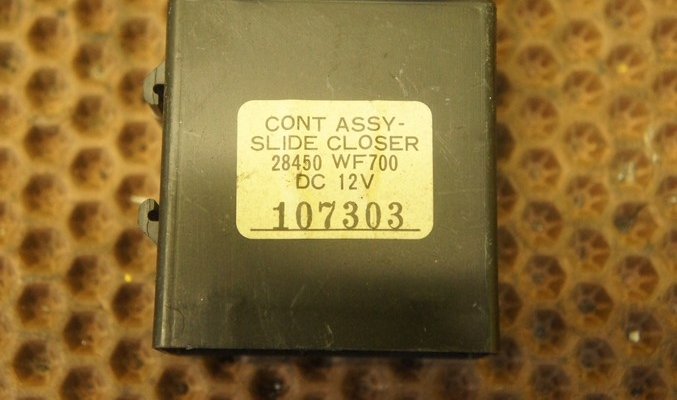 CONT ASSY-
SLIDE CLOSER
28450 WF700
DC 12V
107303